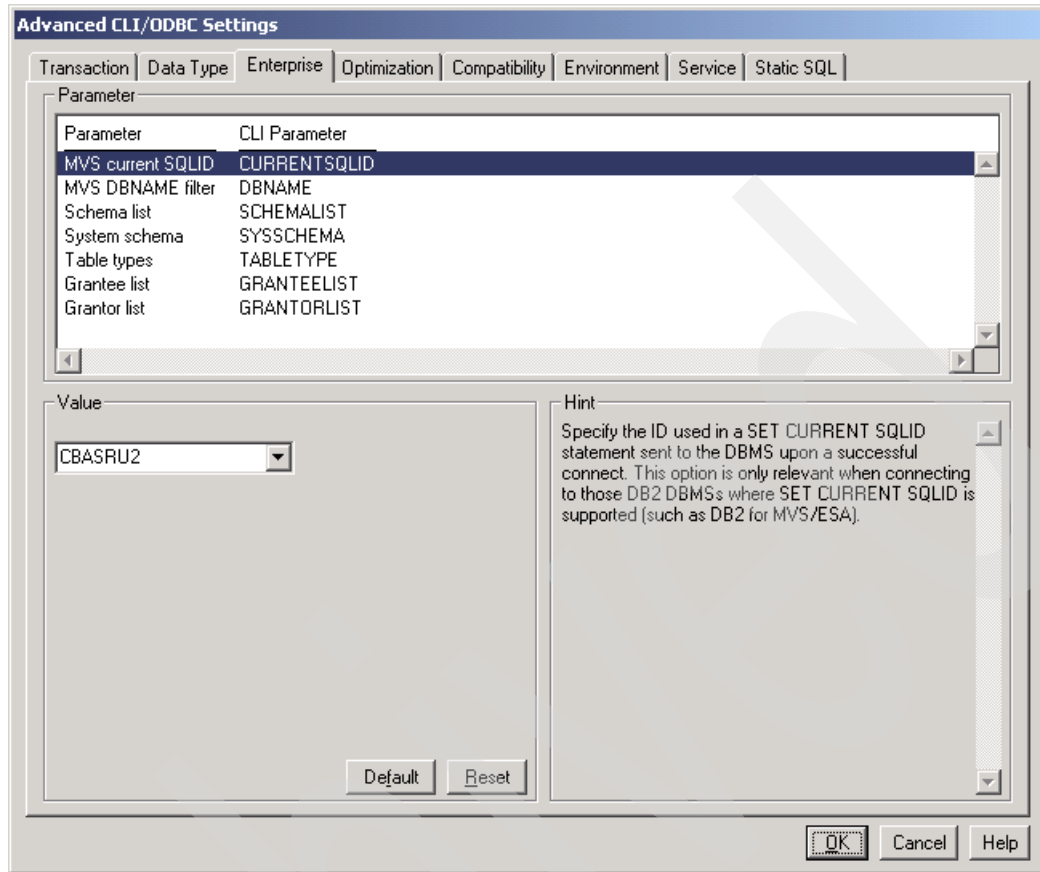 Advanced CLI/ODBC Settings
Transaction Data Type Enterprise Optimization Compatibility Environment Service Static SQL
Parameter
Parameter CLI Parameter
MVS current SQLID CURRENTSQLID
MVS DBNAME filter DBNAME
Schema list SCHEMALIST
System schema SYSSCHEMA
Table types TABLETYPE
Grantee list GRANTEELIST
Grantor list GRANTORLIST
Value
CBASRU2
Default Reset
Hint
Specify the ID used in a SET CURRENT SQLID
statement sent to the DBMS upon a successful
connect. This option is only relevant when connecting
to those DB2 DBMSs where SET CURRENT SQLID is
supported (such as DB2 for MVS/ESA).
OK Cancel Help